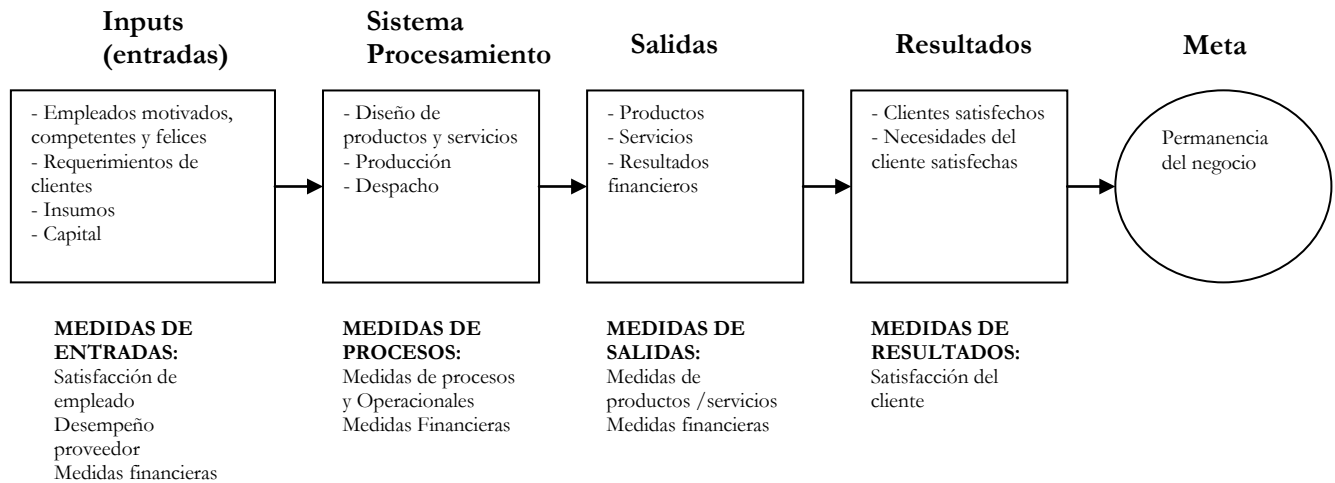 Inputs
(entradas)
Sistema
Procesamiento
Salidas
Resultados
Meta
- Empleados motivados,
competentes y felices
- Requerimientos de
clientes
- Insumos
- Capital
- Diseño de
productos y servicios
- Producción
- Despacho
- Productos
- Servicios
- Resultados
financieros
- Clientes satisfechos
- Necesidades del
cliente satisfechas
Permanencia
del negocio
MEDIDAS DE
ENTRADAS:
Satisfacción de
empleado
Desempeño
proveedor
Medidas financieras
MEDIDAS DE
PROCESOS:
Medidas de procesos
y Operacionales
Medidas Financieras
MEDIDAS DE
SALIDAS:
Medidas de
productos /servicios
Medidas financieras
MEDIDAS DE
RESULTADOS:
Satisfacción del
cliente